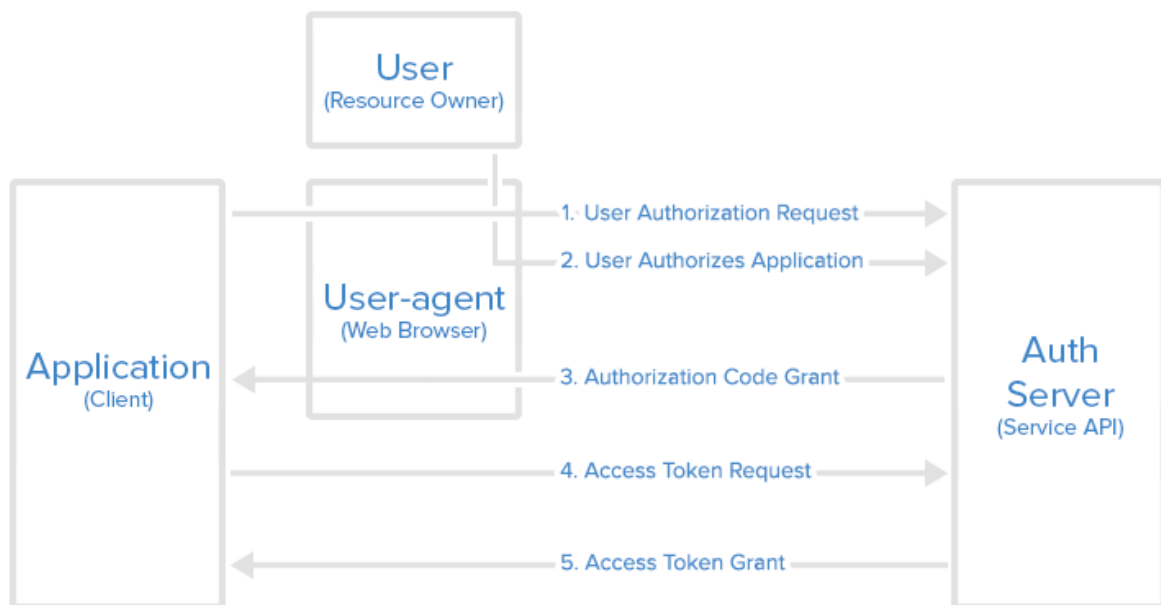 User
(Resource Owner)
1. User Authorization Request
2. User Authorizes Application
User-agent
(Web Browser)
Application
(Client)
3. Authorization Code Grant
Auth
Server
(Service API)
4. Access Token Request
5. Access Token Grant